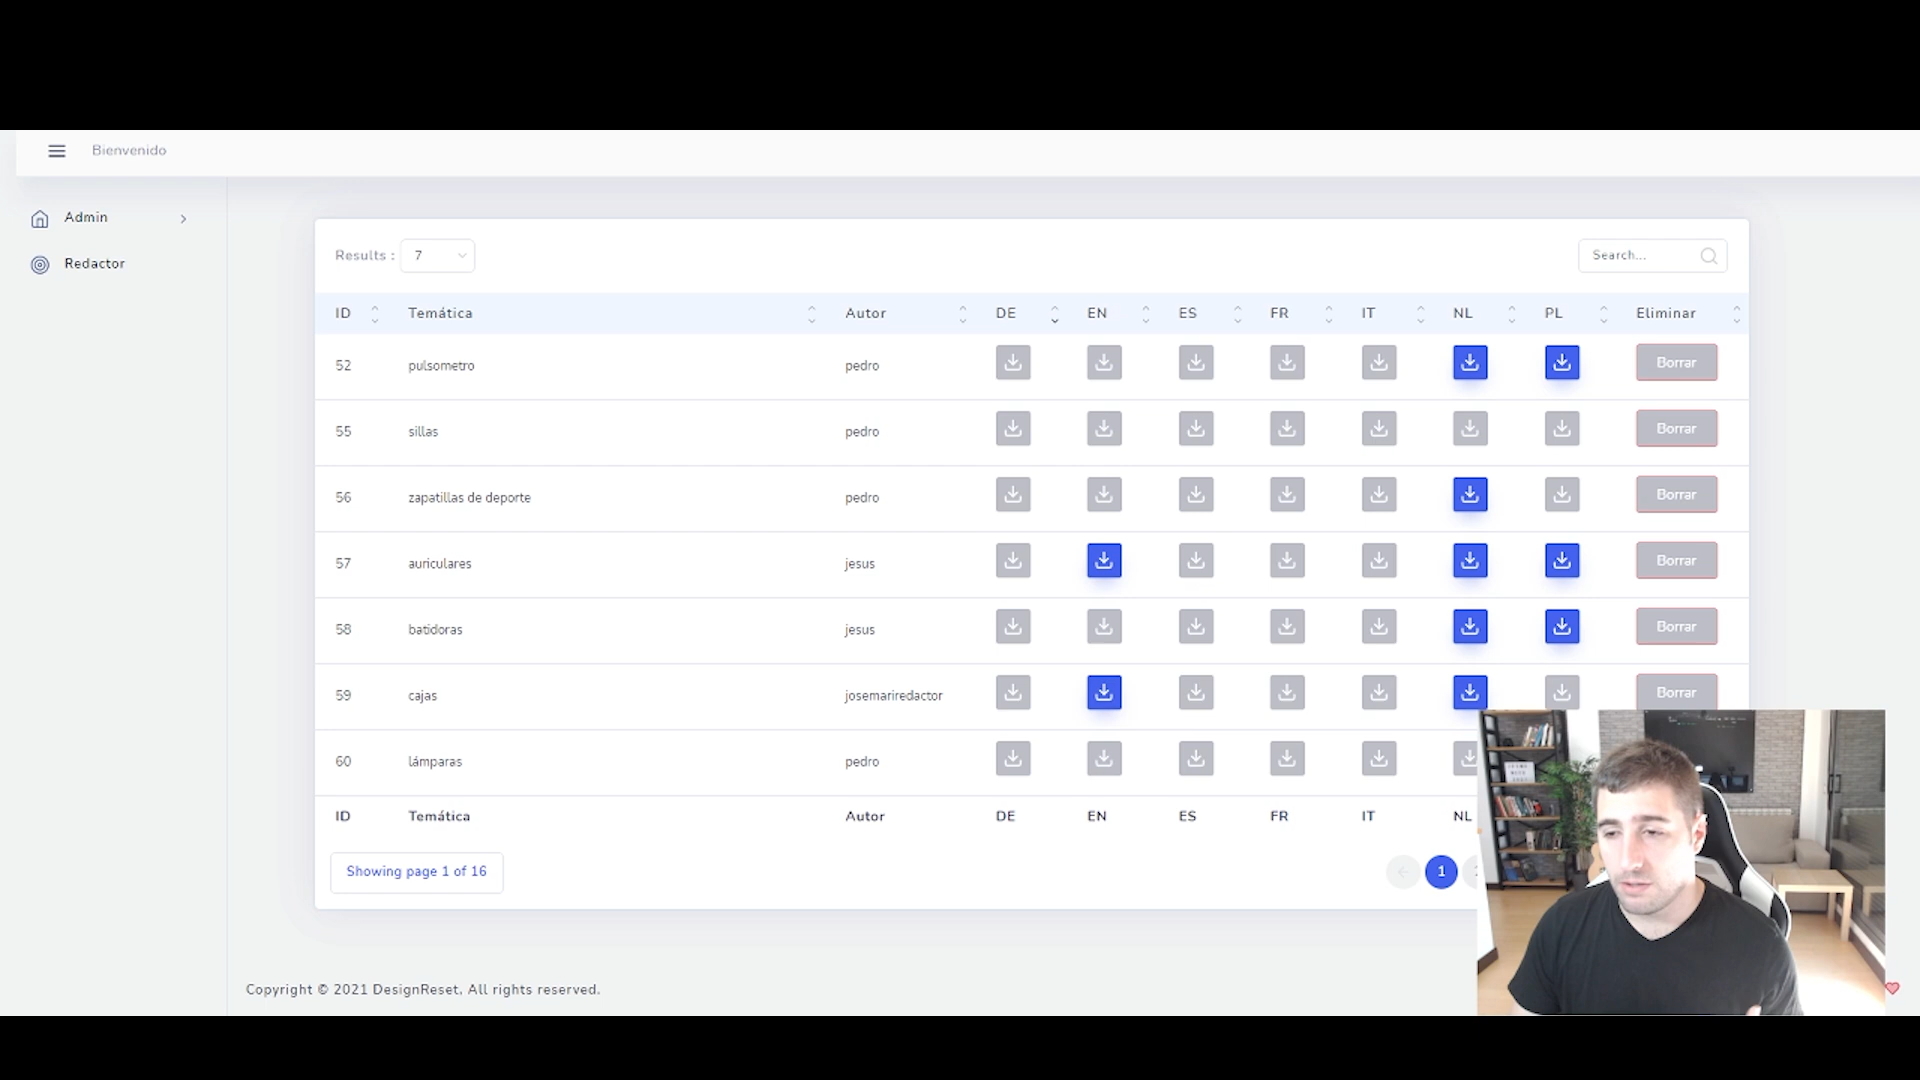 Bienvenido
Admin
Redactor
Results : 7
Search...
ID Temática Autor DE EN ES FR IT NL PL Eliminar
52 pulsometro pedro Borrar
55 sillas pedro Borrar
56 zapatillas de deporte pedro Borrar
57 auriculares jesus Borrar
58 batidoras jesus Borrar
59 cajas josemariredactor Borrar
60 lámparas pedro
ID Temática Autor DE EN ES FR IT NL
Showing page 1 of 16
1
Copyright © 2021 DesignReset, All rights reserved.